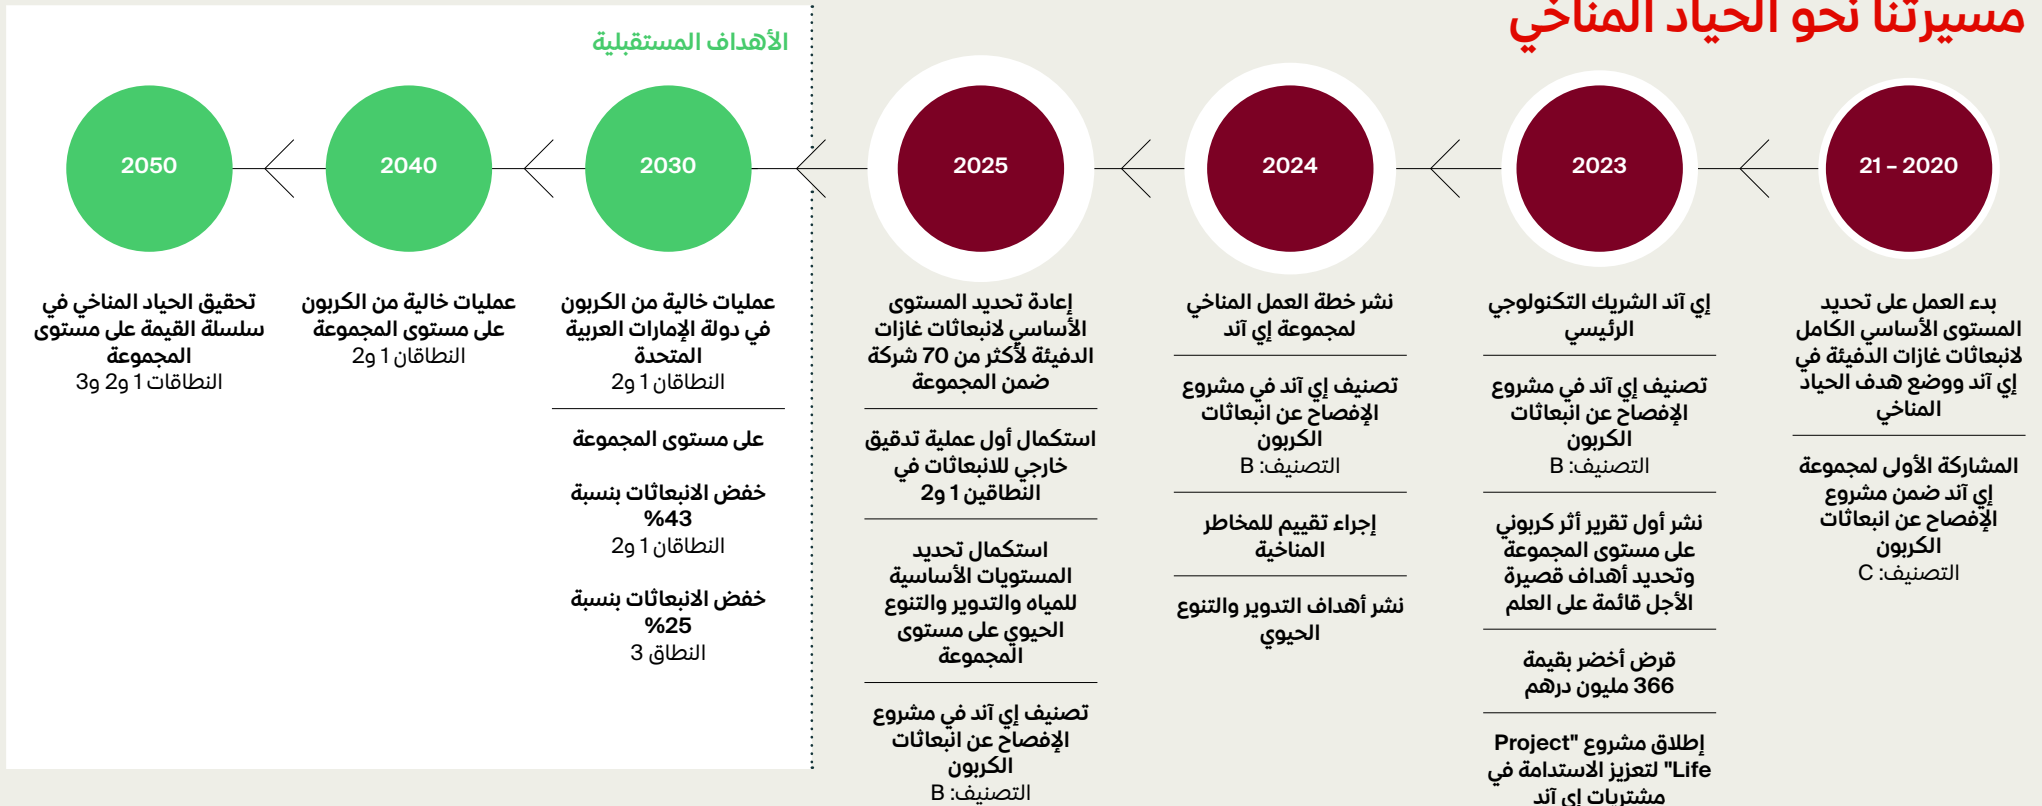 مسيرتنا نحو الحياد المناخي
الأهداف المستقبلية
21 – 2020
بدء العمل على تحديد
المستوى الأساسي الكامل
لانبعاثات غازات الدفيئة في
إي آند ووضع هدف الحياد
المناخي
المشاركة الأولى لمجموعة
إي آند ضمن مشروع
الإفصاح عن انبعاثات
الكربون
التصنيف: C
2023
إي آند الشريك التكنولوجي
الرئيسي
تصنيف إي آند في مشروع
الإفصاح عن انبعاثات
الكربون
التصنيف: B
نشر أول تقرير أثر كربوني
على مستوى المجموعة
وتحديد أهداف قصيرة
الأجل قائمة على العلم
قرض أخضر بقيمة
366 مليون درهم
إطلاق مشروع "Project
Life" لتعزيز الاستدامة في
مشتريات إي آند
2024
نشر خطة العمل المناخي
لمجموعة إي آند
تصنيف إي آند في مشروع
الإفصاح عن انبعاثات
الكربون
التصنيف: B
إجراء تقييم للمخاطر
المناخية
نشر أهداف التدوير والتنوع
الحيوي
2025
إعادة تحديد المستوى
الأساسي لانبعاثات غازات
الدفيئة لأكثر من 70 شركة
ضمن المجموعة
استكمال أول عملية تدقيق
خارجي للانبعاثات في
النطاقين 1 و2
استكمال تحديد
المستويات الأساسية
للمياه والتدوير والتنوع
الحيوي على مستوى
المجموعة
تصنيف إي آند في مشروع
الإفصاح عن انبعاثات
الكربون
التصنيف: B
2030
عمليات خالية من الكربون
في دولة الإمارات العربية
المتحدة
النطاقان 1 و2
على مستوى المجموعة
خفض الانبعاثات بنسبة
%43
النطاقان 1 و2
خفض الانبعاثات بنسبة
%25
النطاق 3
2040
عمليات خالية من الكربون
على مستوى المجموعة
النطاقان 1 و2
2050
تحقيق الحياد المناخي في
سلسلة القيمة على مستوى
المجموعة
النطاقات 1 و2 و3